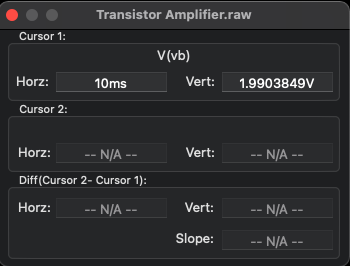 Transistor Amplifier.raw
Cursor 1:
V(vb)
Horz: 10ms Vert: 1.9903849V
Cursor 2:
Horz: -- N/A -- Vert: -- N/A --
Diff(Cursor 2- Cursor 1):
Horz: -- N/A -- Vert: -- N/A --
Slope: -- N/A --